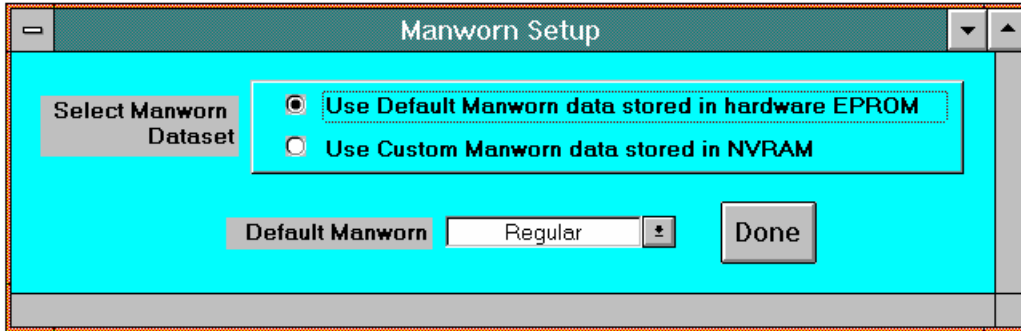 Manworn Setup
Select Manworn
Dataset
Use Default Manworn data stored in hardware EPROM
Use Custom Manworn data stored in NVRAM
Default Manworn
Regular
Done